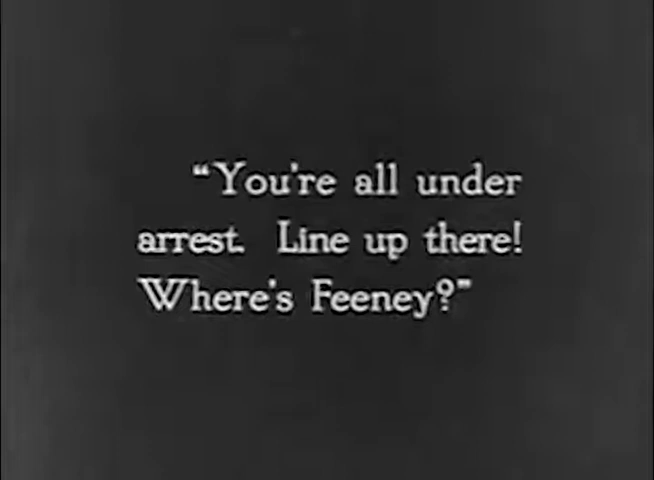 “You're all under
arrest. Line up there!
Where's Feeney?”